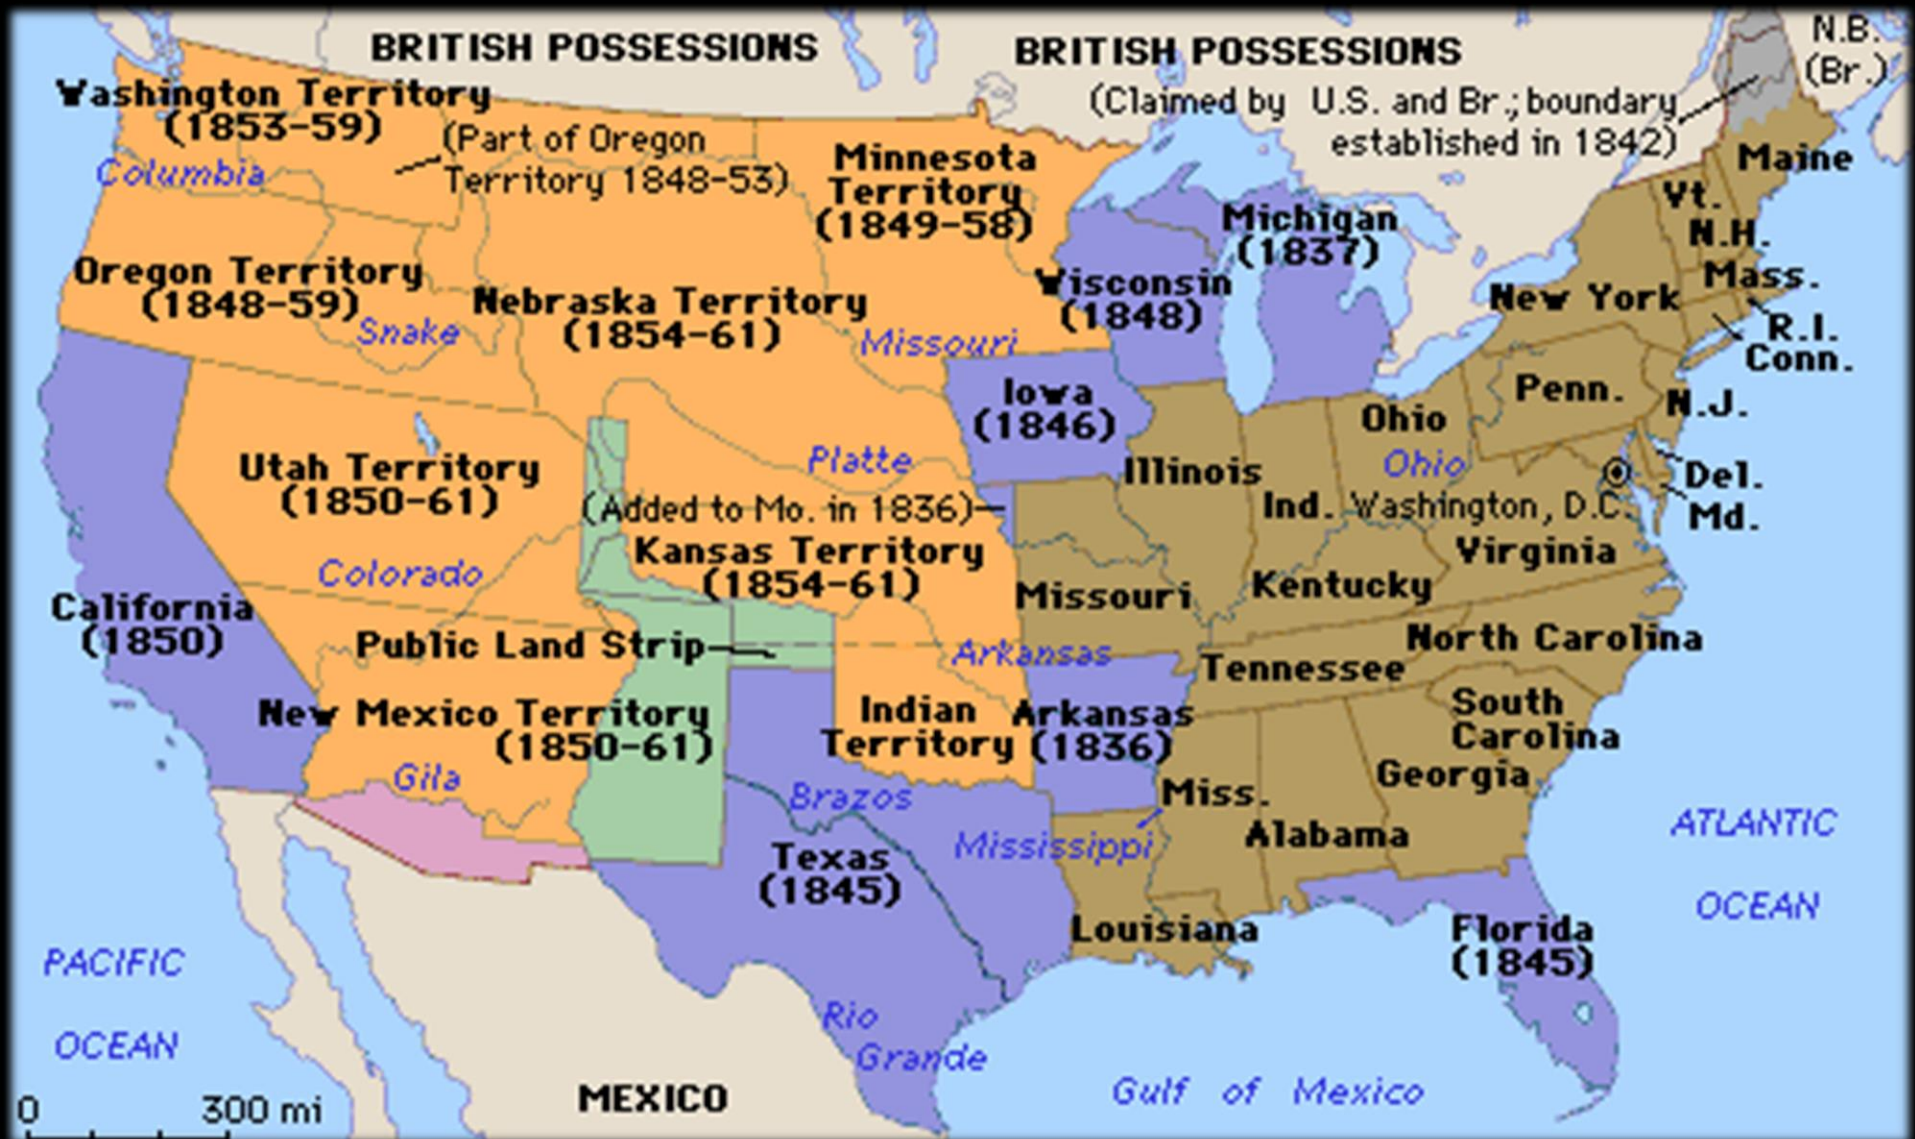 BRITISH POSSESSIONS
BRITISH POSSESSIONS
N.B.
(Br.)
(Claimed by U.S. and Br.; boundary
established in 1842)
Washington Territory
(1853-59)
(Part of Oregon
Territory 1848-53)
Columbia
Minnesota
Territory
(1849-58)
Maine
Vt.
N.H.
Michigan
(1837)
Mass.
Oregon Territory
(1848-59)
Nebraska Territory
(1854-61)
Snake
Missouri
Wisconsin
(1848)
New York
R.I.
Conn.
Iowa
(1846)
Penn.
N.J.
Ohio
Ohio
Utah Territory
(1850-61)
Platte
Illinois
Del.
(Added to Mo. in 1836)
Ind.
Washington, D.C.
Md.
Kansas Territory
(1854-61)
Virginia
Colorado
Missouri
Kentucky
California
(1850)
Public Land Strip
Arkansas
North Carolina
Tennessee
New Mexico Territory
(1850-61)
Indian
Territory
Arkansas
(1836)
South
Carolina
Georgia
Gila
Brazos
Miss.
Mississippi
Alabama
ATLANTIC
OCEAN
Texas
(1845)
Louisiana
Florida
(1845)
PACIFIC
OCEAN
Rio
Grande
MEXICO
Gulf of Mexico
0 300 mi